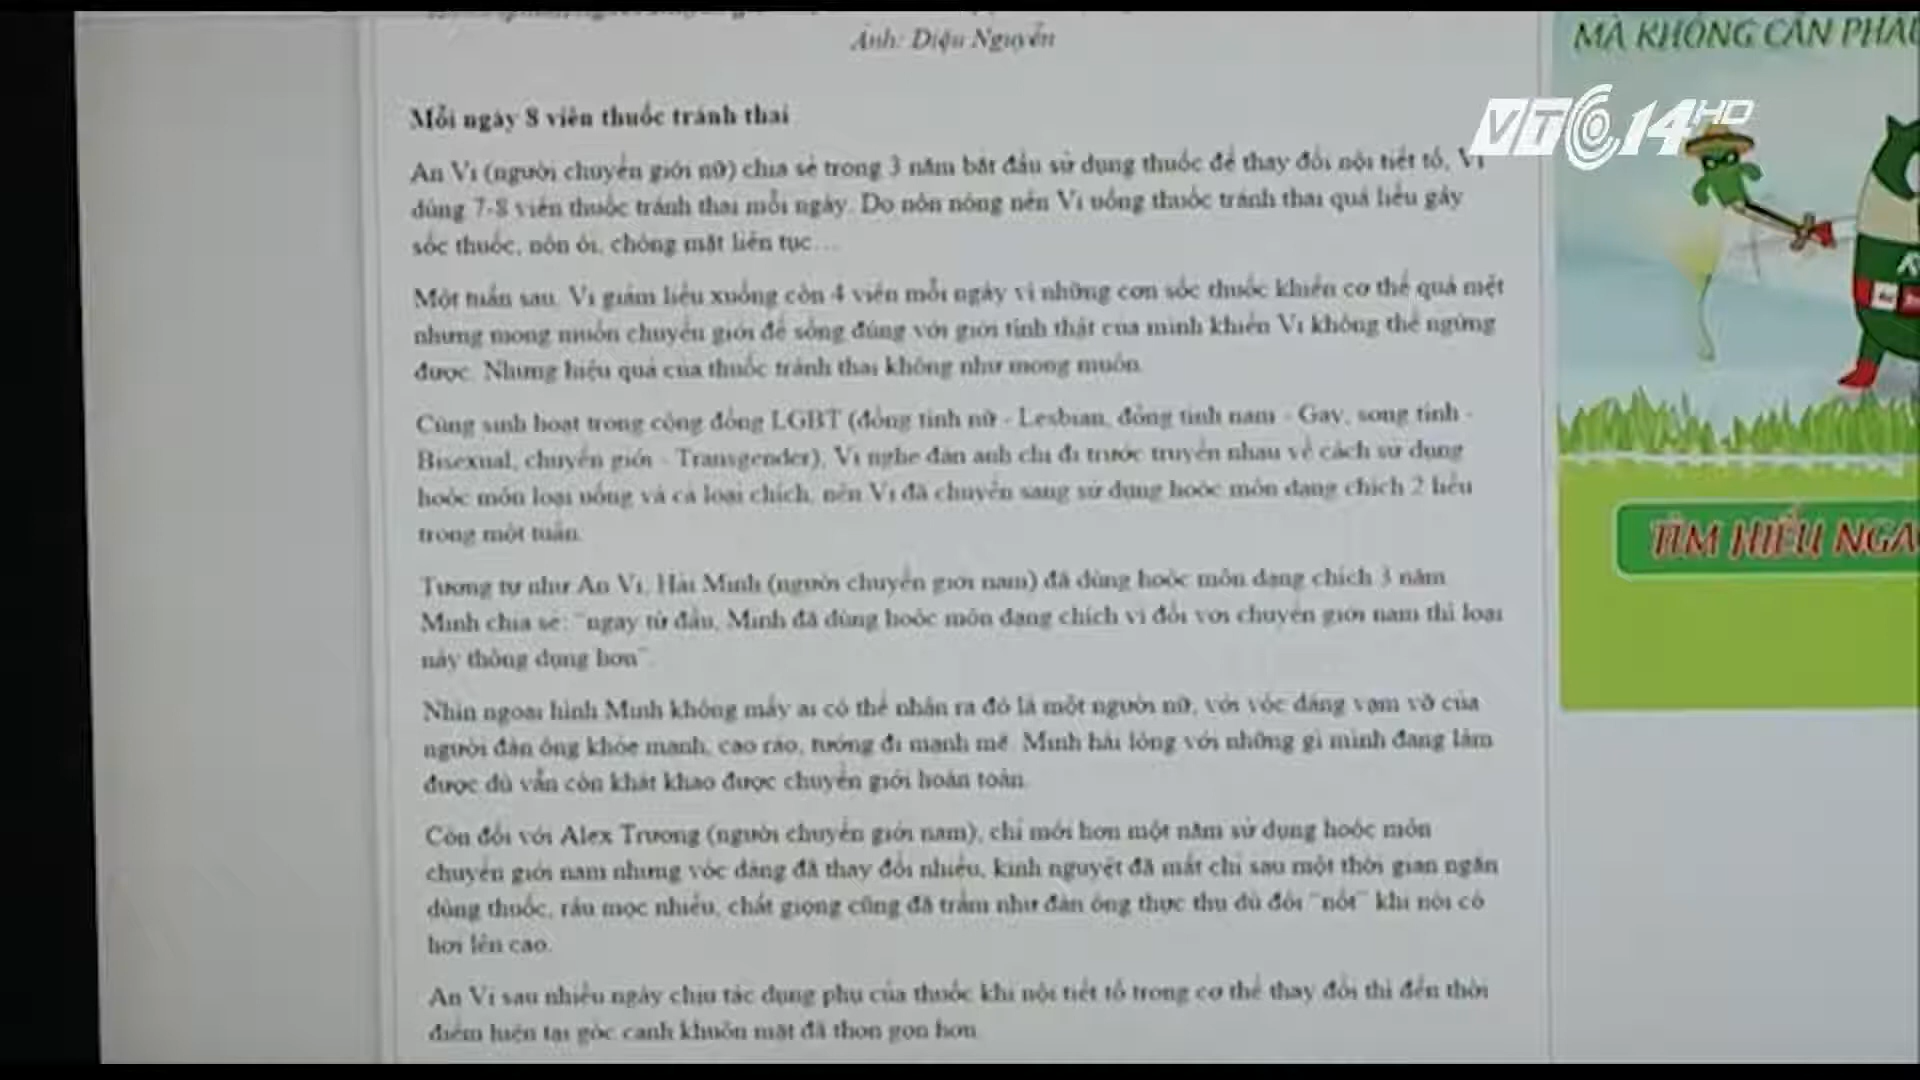 Ảnh: Diệu Nguyễn
MÀ KHÔNG CẦN PHẪU
VTC14 HD
Mỗi ngày 8 viên thuốc tránh thai
An Vi (người chuyển giới nữ) chia sẻ trong 3 năm bắt đầu sử dụng thuốc để thay đổi nội tiết tố, Vi
dùng 7-8 viên thuốc tránh thai mỗi ngày. Do nôn nóng nên Vi uống thuốc tránh thai quá liều gây
sốc thuốc, nôn ói, chóng mặt liên tục…
Một tuần sau, Vi giảm liều xuống còn 4 viên mỗi ngày vì những cơn sốc thuốc khiến cơ thể quá mệt
nhưng mong muốn chuyển giới để sống đúng với giới tính thật của mình khiến Vi không thể ngừng
được. Nhưng hiệu quả của thuốc tránh thai không như mong muốn.
Cùng sinh hoạt trong cộng đồng LGBT (đồng tính nữ - Lesbian, đồng tính nam - Gay, song tính -
Bisexual, chuyển giới - Transgender), Vi nghe đàn anh chị đi trước truyền nhau về cách sử dụng
hoóc môn loại uống và cả loại chích, nên Vi đã chuyển sang sử dụng hoóc môn dạng chích 2 liều
trong một tuần.
Tương tự như An Vi, Hải Minh (người chuyển giới nam) đã dùng hoóc môn dạng chích 3 năm
Minh chia sẻ: "ngay từ đầu, Minh đã dùng hoóc môn dạng chích vì đối với chuyển giới nam thì loại
này thông dụng hơn".
Nhìn ngoại hình Minh không mấy ai có thể nhận ra đó là một người nữ, với vóc dáng vạm vỡ của
người đàn ông khỏe mạnh, cao ráo, tướng đi mạnh mẽ. Minh hài lòng với những gì mình đang làm
được dù vẫn còn khát khao được chuyển giới hoàn toàn.
Còn đối với Alex Trương (người chuyển giới nam), chỉ mới hơn một năm sử dụng hoóc môn
chuyển giới nam nhưng vóc dáng đã thay đổi nhiều, kinh nguyệt đã mất chỉ sau một thời gian ngắn
dùng thuốc, râu mọc nhiều, chất giọng cũng đã trầm như đàn ông thực thụ dù đôi "nốt" khi nói có
hơi lên cao.
An Vi sau nhiều ngày chịu tác dụng phụ của thuốc khi nội tiết tố trong cơ thể thay đổi thì đến thời
điểm hiện tại góc cạnh khuôn mặt đã thon gọn hơn.
TÌM HIỂU NGA